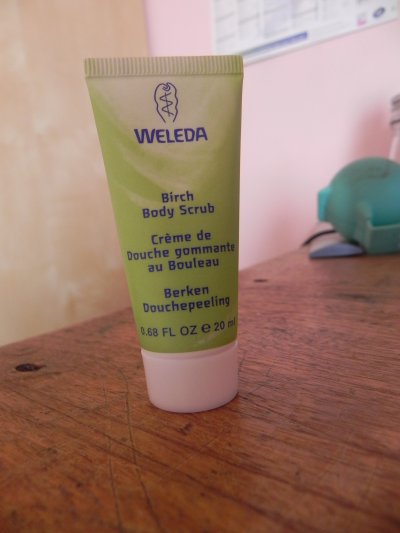 WELEDA
Birch
Body Scrub
Crème de
Douche gommante
au Bouleau
Berken
Douchepeeling
0.68 FL OZ e 20 ml